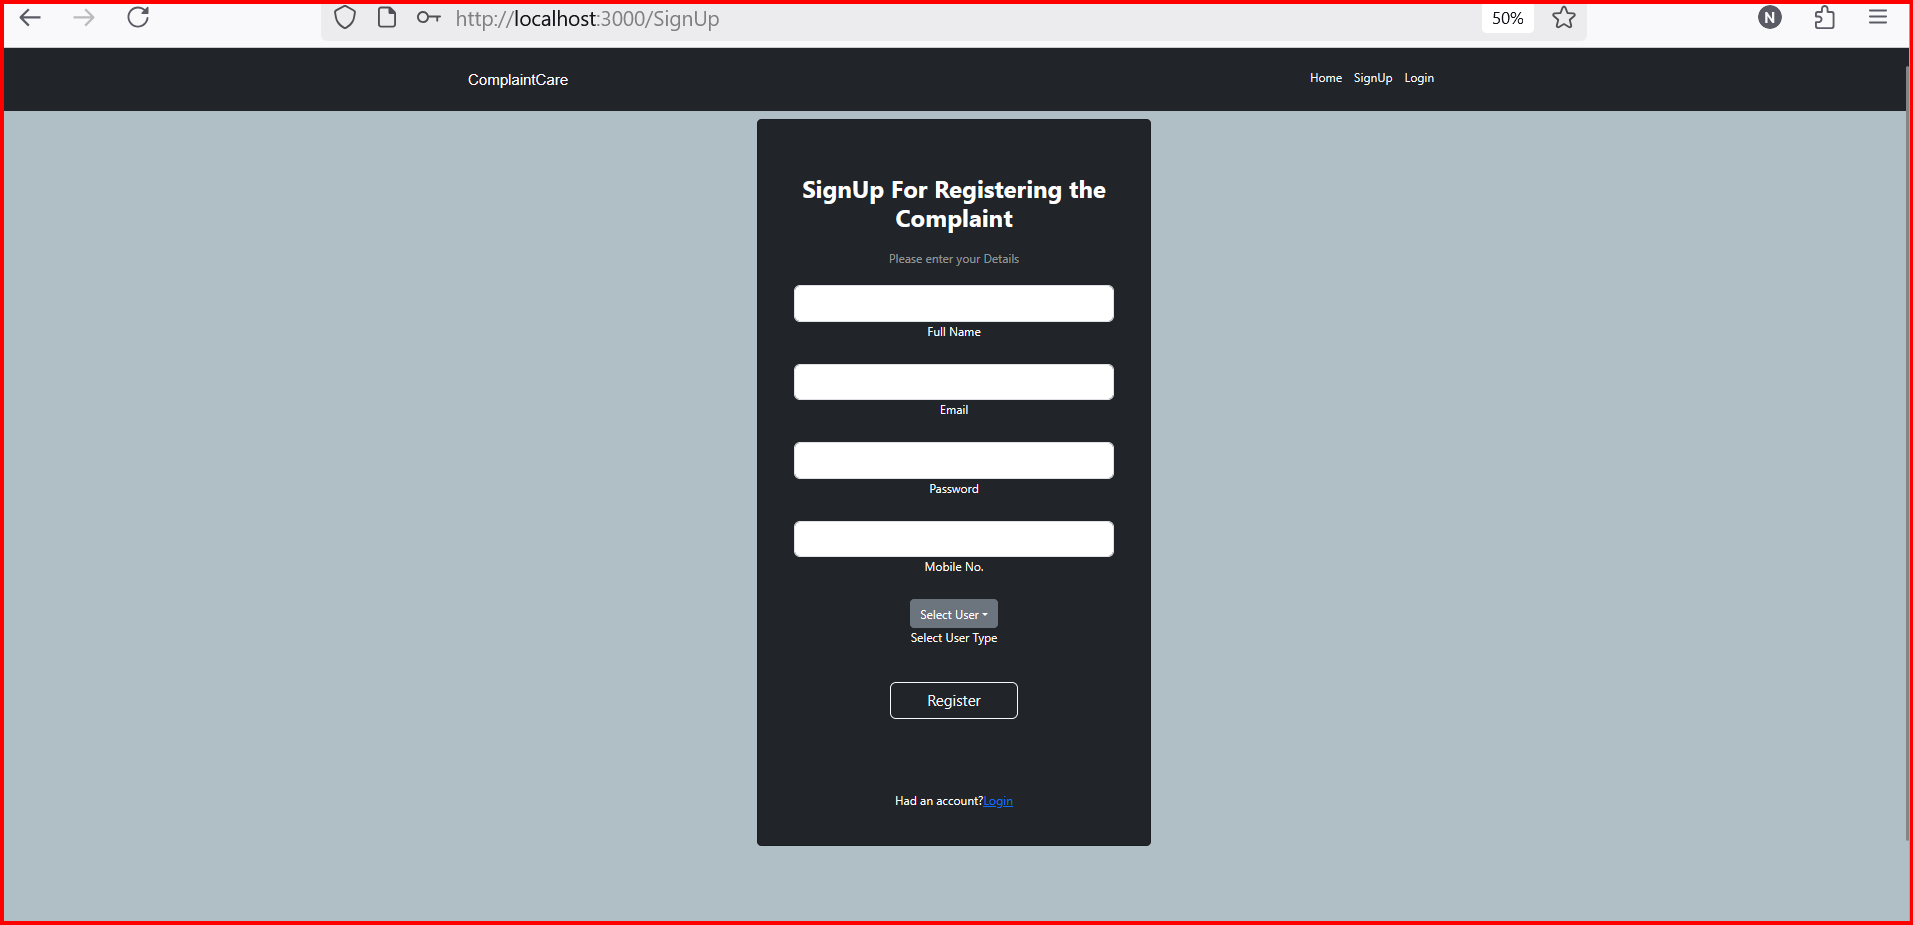 http://localhost:3000/SignUp
50%
N
ComplaintCare
Home SignUp Login
SignUp For Registering the
Complaint
Please enter your Details
Full Name
Email
Password
Mobile No.
Select User
Select User Type
Register
Had an account?Login